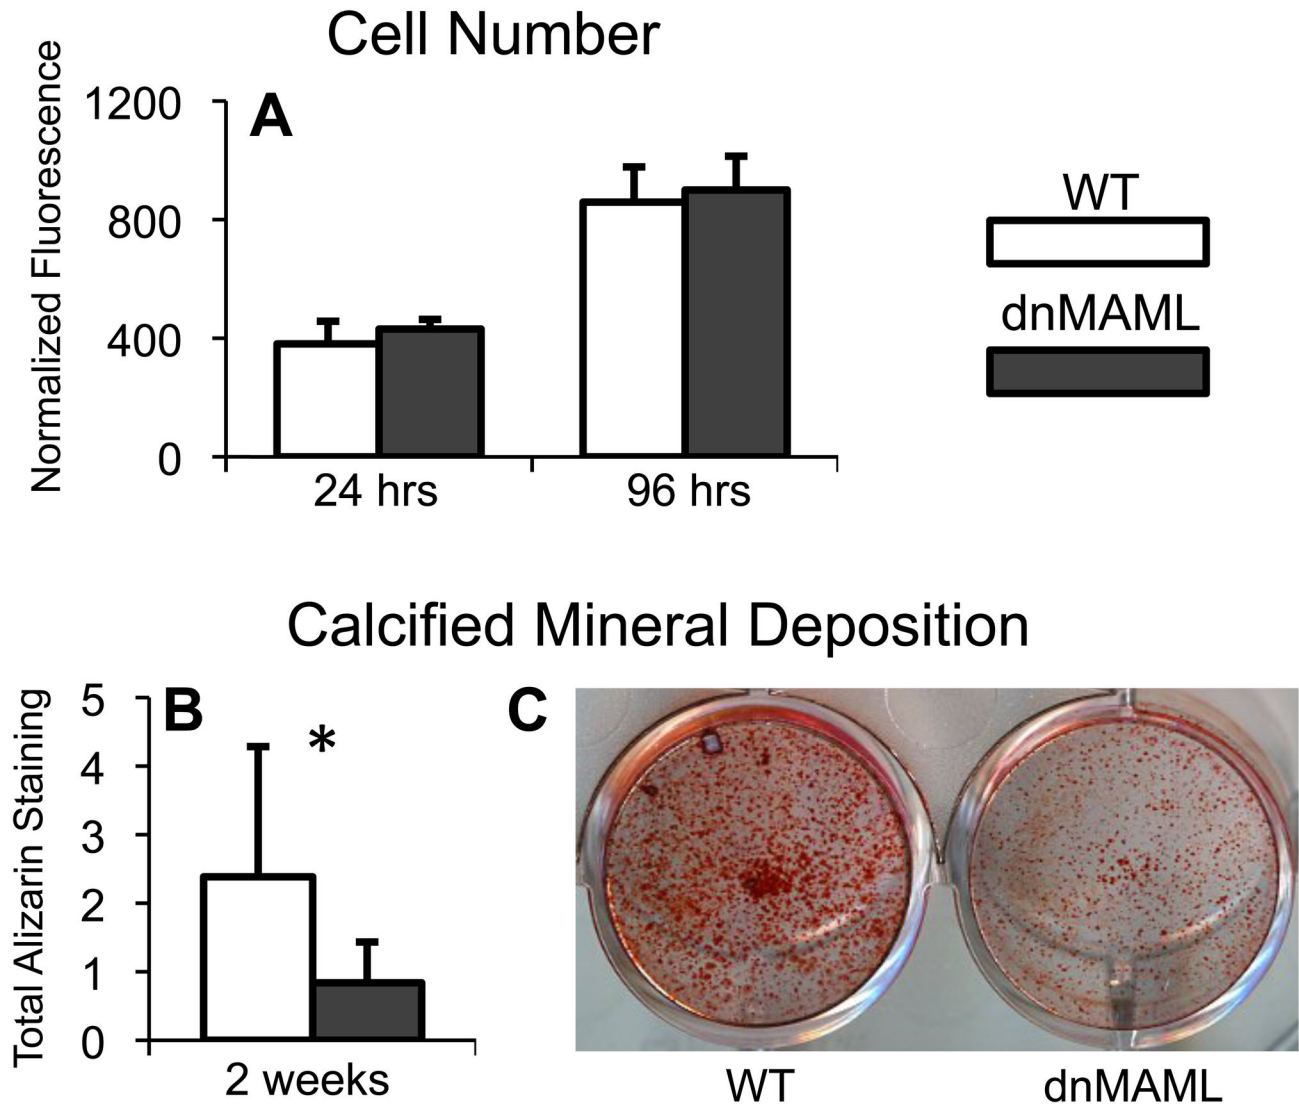 Cell Number
A
Normalized Fluorescence
1200
800
400
0
24 hrs
96 hrs
WT
dnMAML
Calcified Mineral Deposition
B
Total Alizarin Staining
5
4
3
2
1
0
*
2 weeks
C
WT
dnMAML